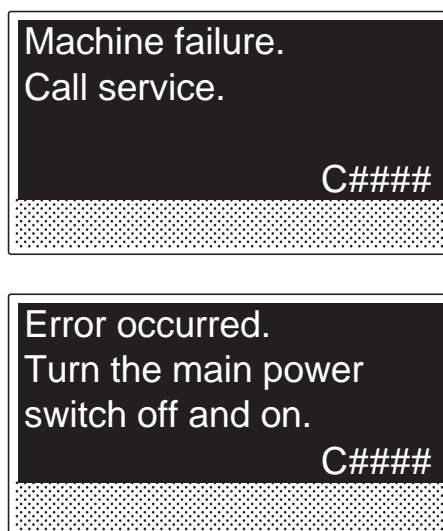 Machine failure.
Call service.
C####
Error occurred.
Turn the main power
switch off and on.
C####